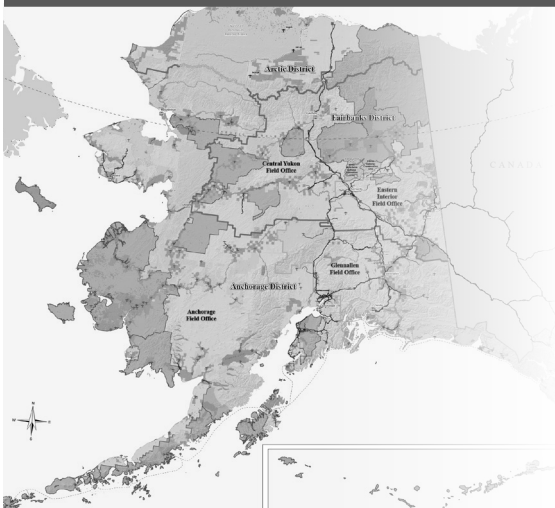 Arctic District
Fairbanks District
Central Yukon
Field Office
CANADA
Eastern
Interior
Field Office
Glennallen
Field Office
Anchorage District
Anchorage
Field Office
N
W
E
S